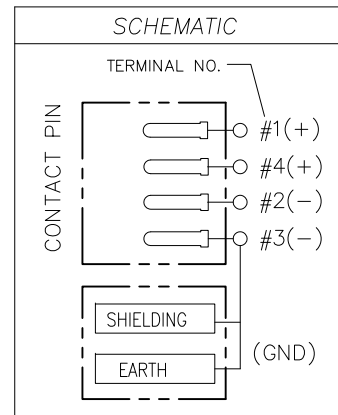 SCHEMATIC
TERMINAL NO.
CONTACT PIN
#1(+)
#4(+)
#2(-)
#3(-)
SHIELDING
(GND)
EARTH